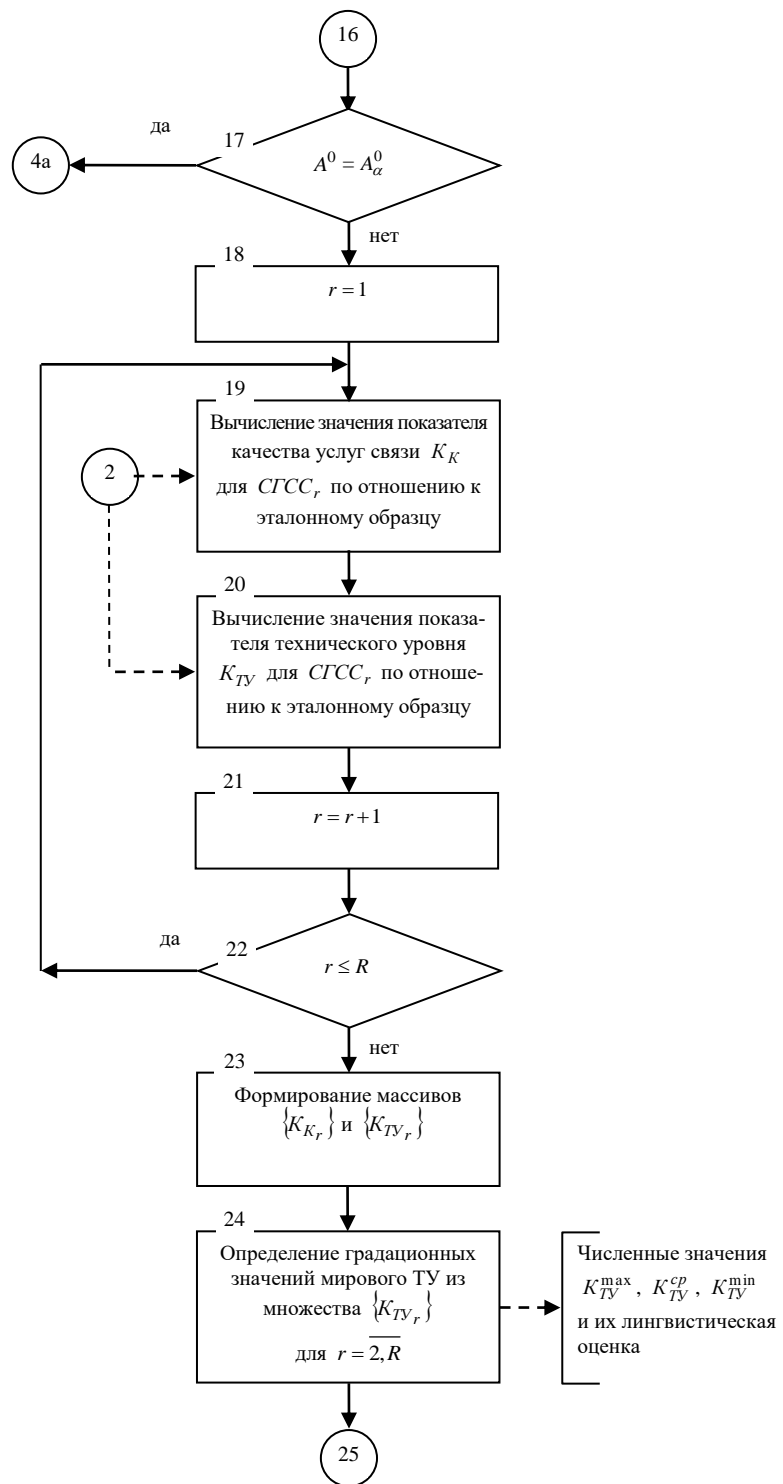 16
да
17
4а
A⁰ = A⁰_α
нет
18
r = 1
19
Вычисление значения показателя
качества услуг связи K_К
для СГСС_r по отношению к
эталонному образцу
2
20
Вычисление значения показа-
теля технического уровня
K_ТУ для СГСС_r по отноше-
нию к эталонному образцу
21
r = r + 1
да
22
r ≤ R
нет
23
Формирование массивов
{K_К_r} и {K_ТУ_r}
24
Определение градационных
значений мирового ТУ из
множества {K_ТУ_r}
для r = \overline{2, R}
Численные значения
K_ТУ^max , K_ТУ^ср , K_ТУ^min
и их лингвистическая
оценка
25